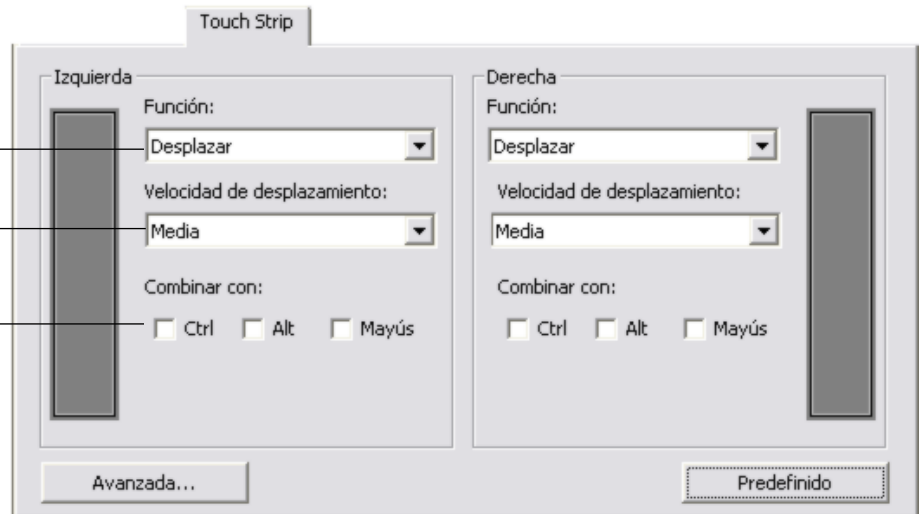 Touch Strip
Izquierda
Función:
Desplazar
Velocidad de desplazamiento:
Media
Combinar con:
Ctrl Alt Mayús
Derecha
Función:
Desplazar
Velocidad de desplazamiento:
Media
Combinar con:
Ctrl Alt Mayús
Avanzada...
Predefinido